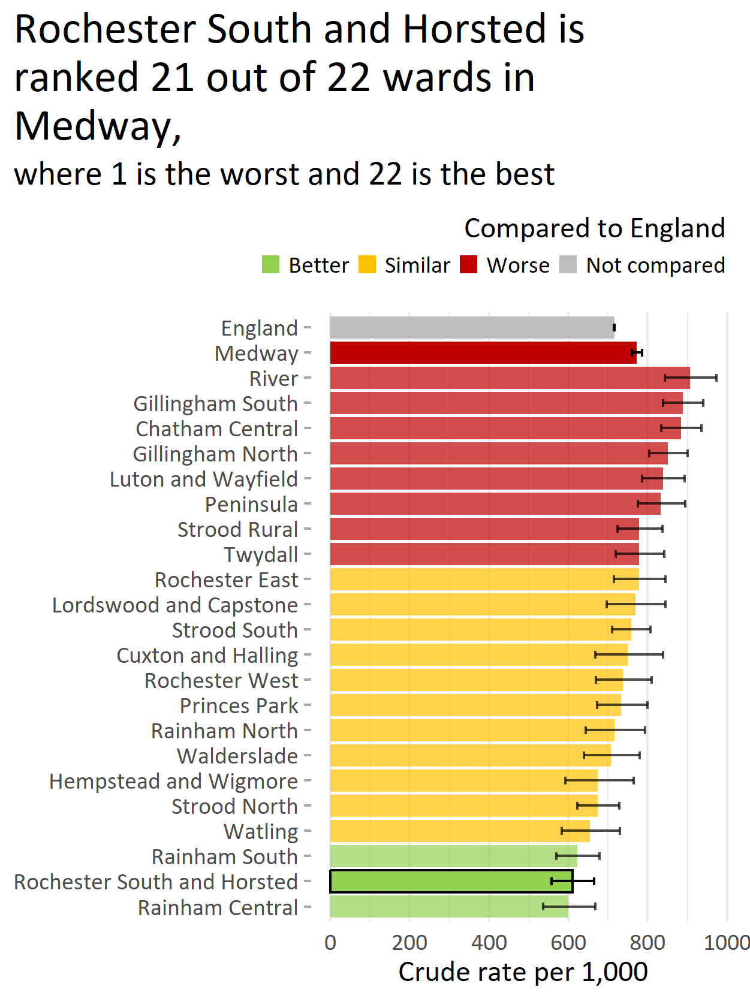 Rochester South and Horsted is
ranked 21 out of 22 wards in
Medway,
where 1 is the worst and 22 is the best
Compared to England
Better Similar Worse Not compared
England
Medway
River
Gillingham South
Chatham Central
Gillingham North
Luton and Wayfield
Peninsula
Strood Rural
Twydall
Rochester East
Lordswood and Capstone
Strood South
Cuxton and Halling
Rochester West
Princes Park
Rainham North
Walderslade
Hempstead and Wigmore
Strood North
Watling
Rainham South
Rochester South and Horsted
Rainham Central
0 200 400 600 800 1000
Crude rate per 1,000